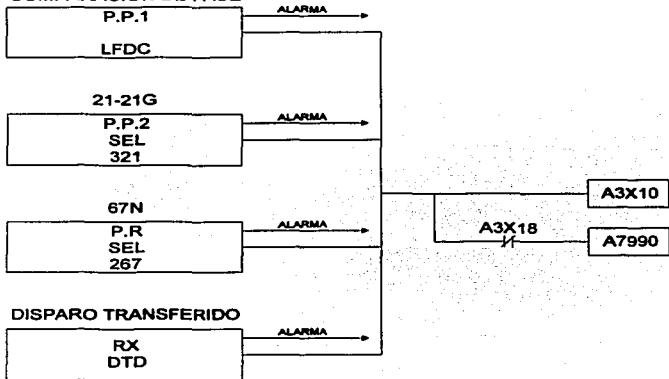 P.P.1
ALARMA
LFDC
21-21G
P.P.2
ALARMA
SEL
321
67N
P.R
ALARMA
SEL
267
A3X10
A3X18
A7990
DISPARO TRANSFERIDO
ALARMA
RX
DTD